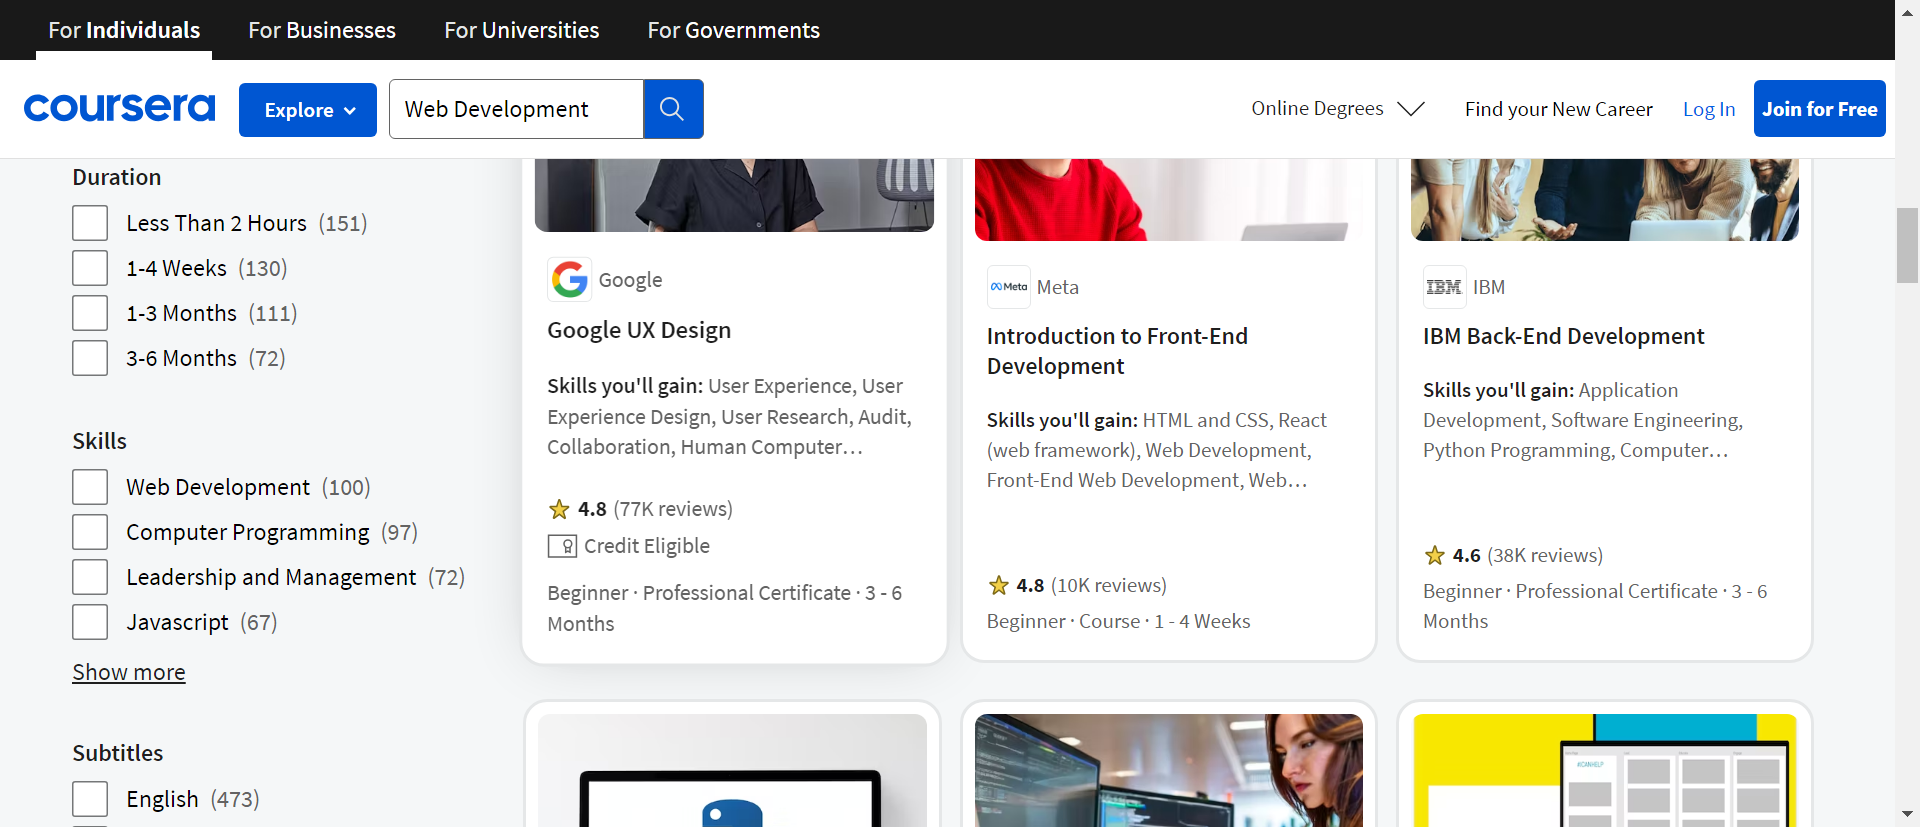 For Individuals
For Businesses
For Universities
For Governments
coursera
Explore
Web Development
Online Degrees
Find your New Career
Log In
Join for Free
Duration
Less Than 2 Hours (151)
1-4 Weeks (130)
1-3 Months (111)
3-6 Months (72)
Skills
Web Development (100)
Computer Programming (97)
Leadership and Management (72)
Javascript (67)
Show more
Subtitles
English (473)
Google
Google UX Design
Skills you'll gain: User Experience, User
Experience Design, User Research, Audit,
Collaboration, Human Computer…
4.8 (77K reviews)
Credit Eligible
Beginner · Professional Certificate · 3 - 6
Months
Meta
Meta
Introduction to Front-End
Development
Skills you'll gain: HTML and CSS, React
(web framework), Web Development,
Front-End Web Development, Web…
4.8 (10K reviews)
Beginner · Course · 1 - 4 Weeks
IBM
IBM
IBM Back-End Development
Skills you'll gain: Application
Development, Software Engineering,
Python Programming, Computer…
4.6 (38K reviews)
Beginner · Professional Certificate · 3 - 6
Months
#ICANHELP